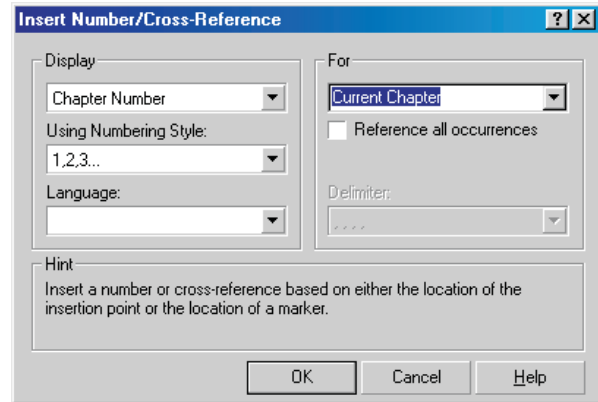 Insert Number/Cross-Reference
Display
Chapter Number
Using Numbering Style:
1,2,3...
Language:
For
Current Chapter
Reference all occurrences
Delimiter:
, , , ,
Hint
Insert a number or cross-reference based on either the location of the
insertion point or the location of a marker.
OK
Cancel
Help